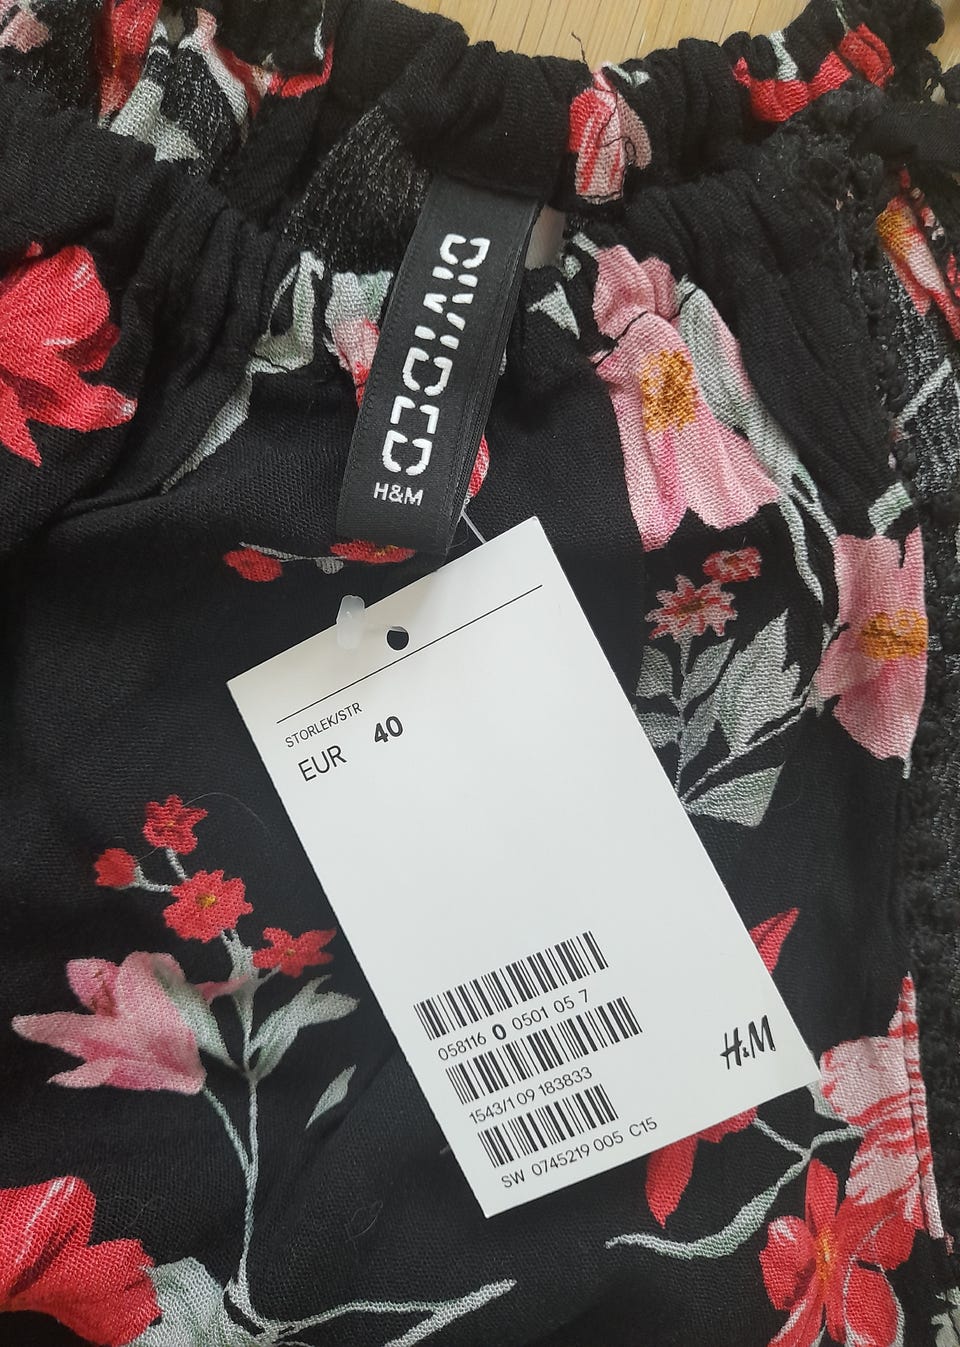 DIVIDED
H&M
STORLEK/STR
EUR 40
058116 0 0501 05 7
1543/1 09 183833
SW 0745219 005 C15
H&M